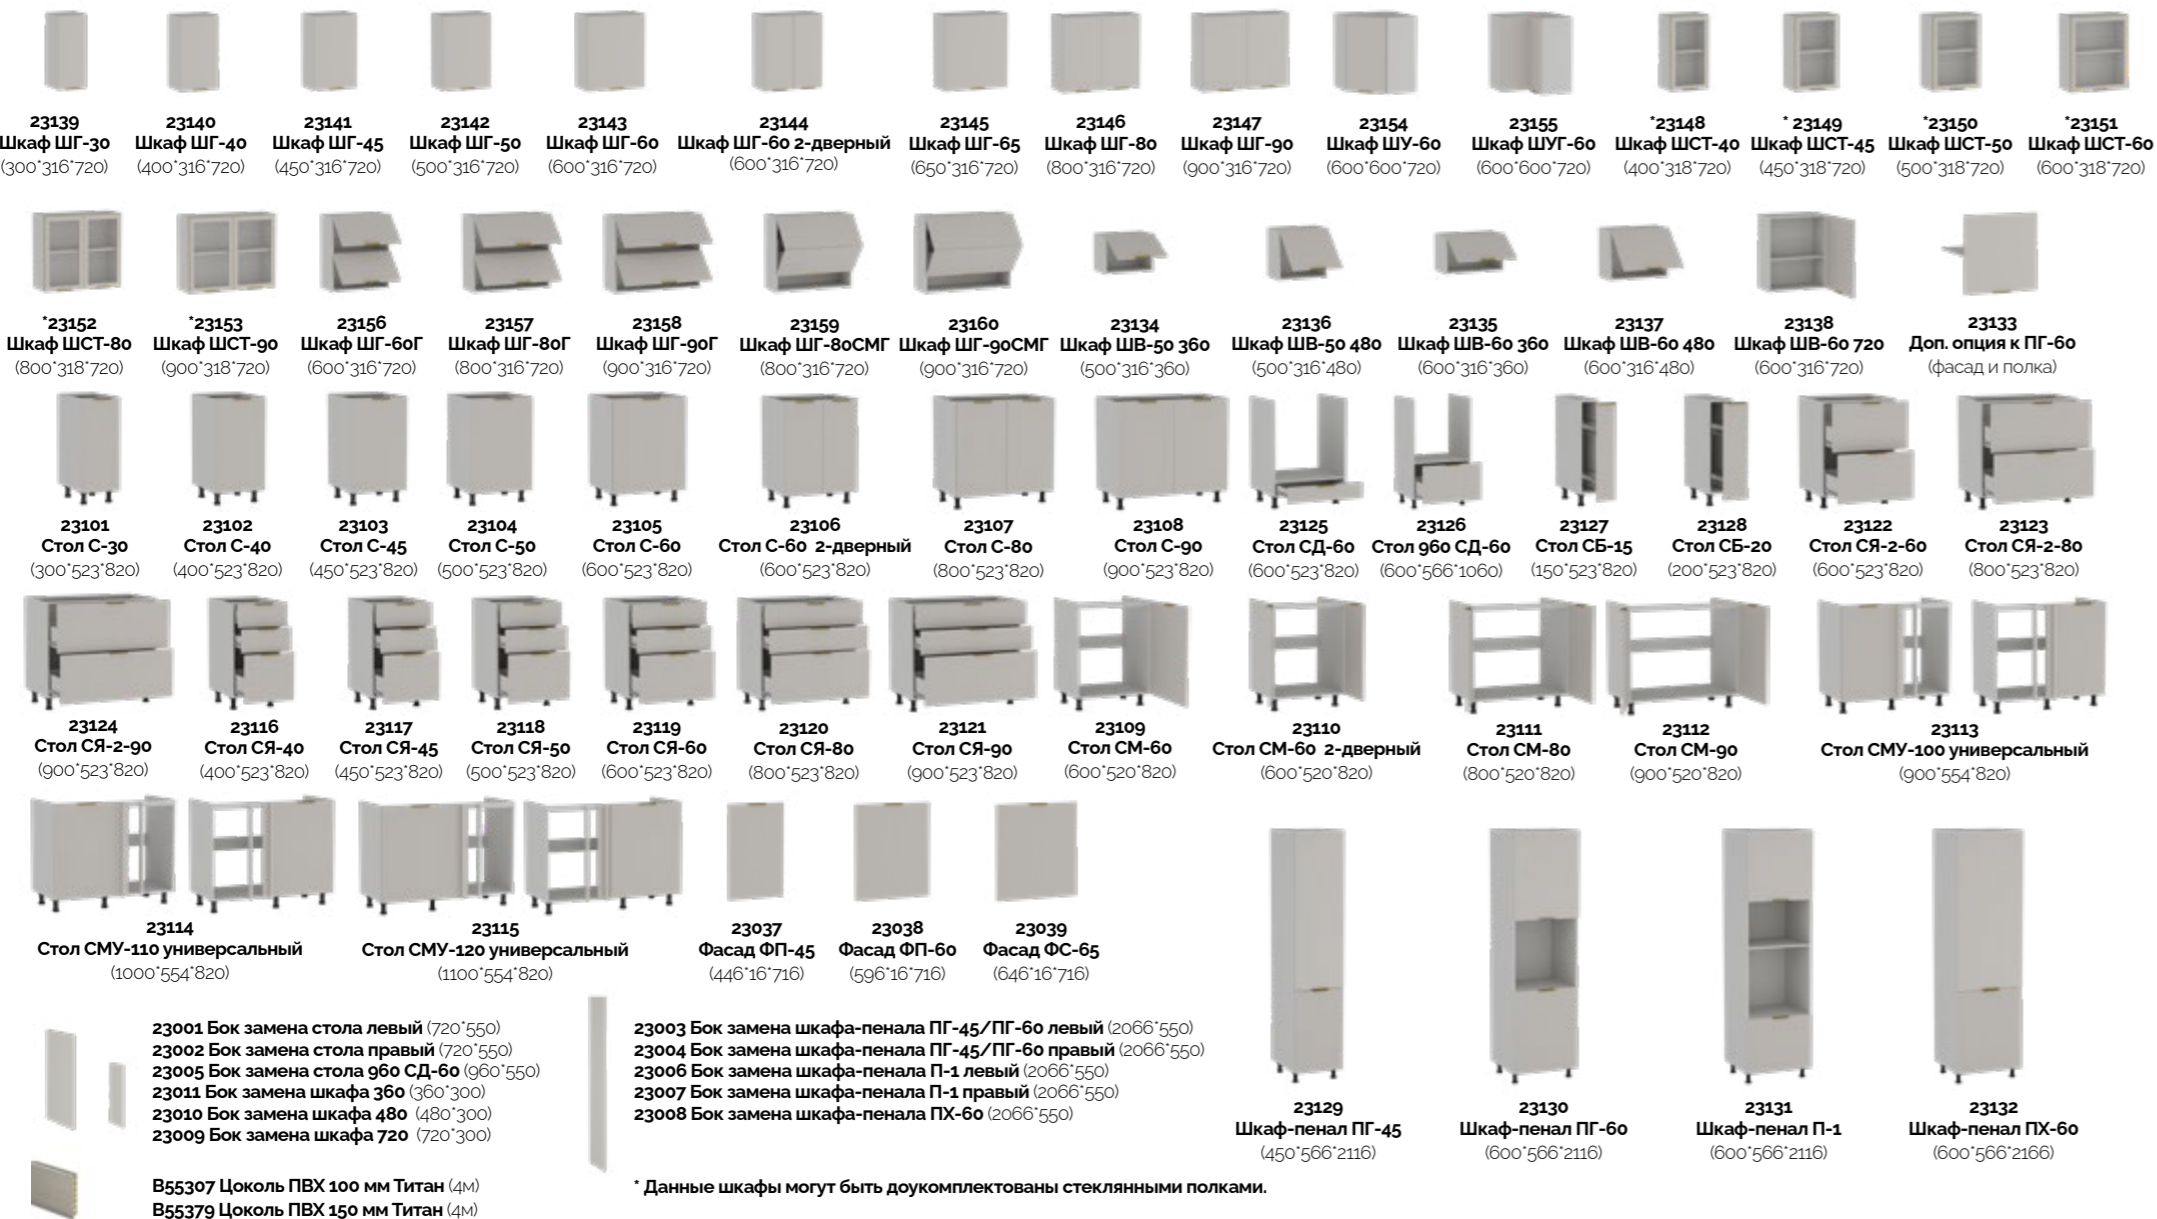 23139
Шкаф ШГ-30
(300*316*720)
23140
Шкаф ШГ-40
(400*316*720)
23141
Шкаф ШГ-45
(450*316*720)
23142
Шкаф ШГ-50
(500*316*720)
23143
Шкаф ШГ-60
(600*316*720)
23144
Шкаф ШГ-60 2-дверный
(600*316*720)
23145
Шкаф ШГ-65
(650*316*720)
23146
Шкаф ШГ-80
(800*316*720)
23147
Шкаф ШГ-90
(900*316*720)
23154
Шкаф ШУ-60
(600*600*720)
23155
Шкаф ШУГ-60
(600*600*720)
*23148
Шкаф ШСТ-40
(400*318*720)
* 23149
Шкаф ШСТ-45
(450*318*720)
*23150
Шкаф ШСТ-50
(500*318*720)
*23151
Шкаф ШСТ-60
(600*318*720)
*23152
Шкаф ШСТ-80
(800*318*720)
*23153
Шкаф ШСТ-90
(900*318*720)
23156
Шкаф ШГ-60Г
(600*316*720)
23157
Шкаф ШГ-80Г
(800*316*720)
23158
Шкаф ШГ-90Г
(900*316*720)
23159
Шкаф ШГ-80СМГ
(800*316*720)
23160
Шкаф ШГ-90СМГ
(900*316*720)
23134
Шкаф ШВ-50 360
(500*316*360)
23136
Шкаф ШВ-50 480
(500*316*480)
23135
Шкаф ШВ-60 360
(600*316*360)
23137
Шкаф ШВ-60 480
(600*316*480)
23138
Шкаф ШВ-60 720
(600*316*720)
23133
Доп. опция к ПГ-60
(фасад и полка)
23101
Стол С-30
(300*523*820)
23102
Стол С-40
(400*523*820)
23103
Стол С-45
(450*523*820)
23104
Стол С-50
(500*523*820)
23105
Стол С-60
(600*523*820)
23106
Стол С-60 2-дверный
(600*523*820)
23107
Стол С-80
(800*523*820)
23108
Стол С-90
(900*523*820)
23125
Стол СД-60
(600*523*820)
23126
Стол 960 СД-60
(600*566*1060)
23127
Стол СБ-15
(150*523*820)
23128
Стол СБ-20
(200*523*820)
23122
Стол СЯ-2-60
(600*523*820)
23123
Стол СЯ-2-80
(800*523*820)
23124
Стол СЯ-2-90
(900*523*820)
23116
Стол СЯ-40
(400*523*820)
23117
Стол СЯ-45
(450*523*820)
23118
Стол СЯ-50
(500*523*820)
23119
Стол СЯ-60
(600*523*820)
23120
Стол СЯ-80
(800*523*820)
23121
Стол СЯ-90
(900*523*820)
23109
Стол СМ-60
(600*520*820)
23110
Стол СМ-60 2-дверный
(600*520*820)
23111
Стол СМ-80
(800*520*820)
23112
Стол СМ-90
(900*520*820)
23113
Стол СМУ-100 универсальный
(900*554*820)
23114
Стол СМУ-110 универсальный
(1000*554*820)
23115
Стол СМУ-120 универсальный
(1100*554*820)
23037
Фасад ФП-45
(446*16*716)
23038
Фасад ФП-60
(596*16*716)
23039
Фасад ФС-65
(646*16*716)
23001 Бок замена стола левый (720*550)
23002 Бок замена стола правый (720*550)
23005 Бок замена стола 960 СД-60 (960*550)
23011 Бок замена шкафа 360 (360*300)
23010 Бок замена шкафа 480 (480*300)
23009 Бок замена шкафа 720 (720*300)
23003 Бок замена шкафа-пенала ПГ-45/ПГ-60 левый (2066*550)
23004 Бок замена шкафа-пенала ПГ-45/ПГ-60 правый (2066*550)
23006 Бок замена шкафа-пенала П-1 левый (2066*550)
23007 Бок замена шкафа-пенала П-1 правый (2066*550)
23008 Бок замена шкафа-пенала ПХ-60 (2066*550)
23129
Шкаф-пенал ПГ-45
(450*566*2116)
23130
Шкаф-пенал ПГ-60
(600*566*2116)
23131
Шкаф-пенал П-1
(600*566*2116)
23132
Шкаф-пенал ПХ-60
(600*566*2166)
В55307 Цоколь ПВХ 100 мм Титан (4м)
В55379 Цоколь ПВХ 150 мм Титан (4м)
* Данные шкафы могут быть доукомплектованы стеклянными полками.